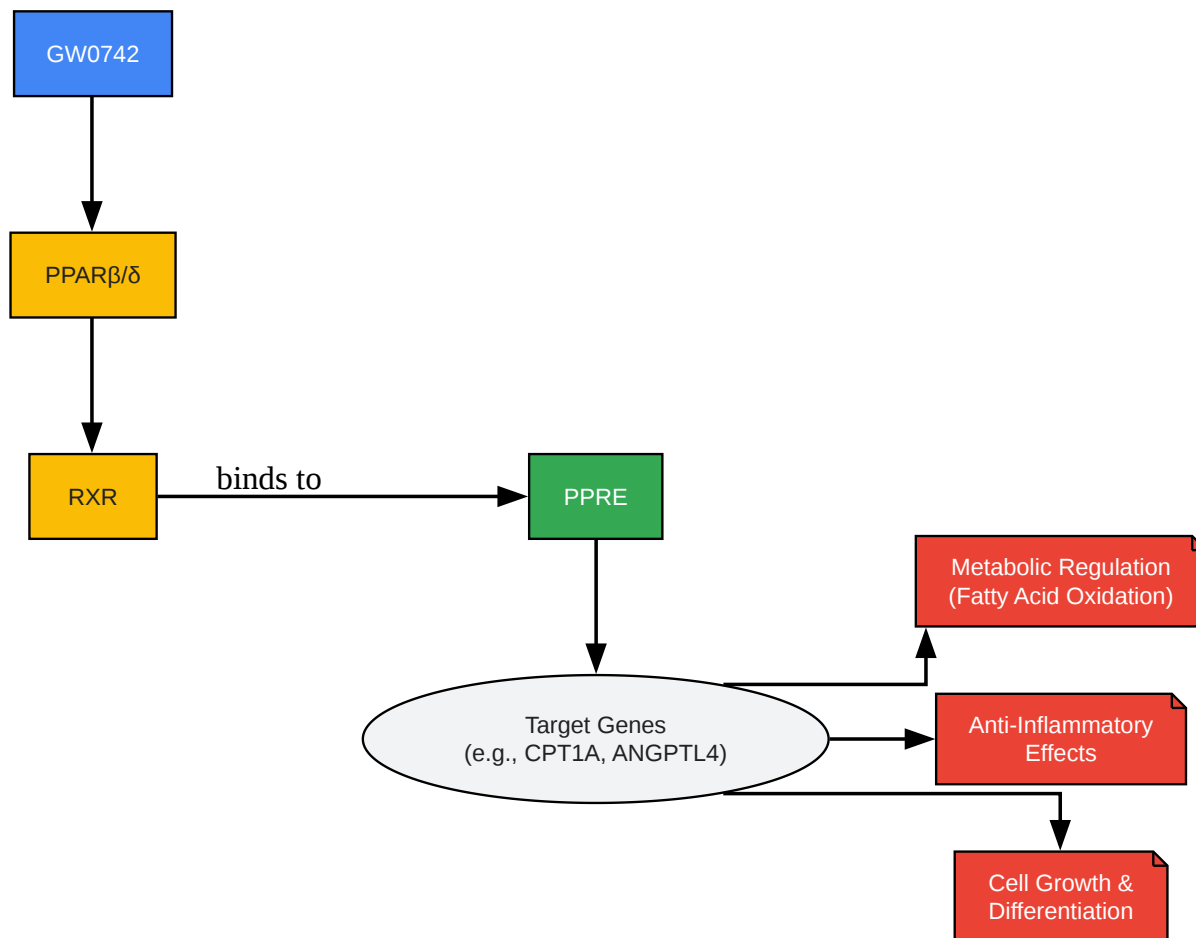 GW0742
PPARβ/δ
RXR
binds to
PPRE
Metabolic Regulation
(Fatty Acid Oxidation)
Target Genes
(e.g., CPT1A, ANGPTL4)
Anti-Inflammatory
Effects
Cell Growth &
Differentiation